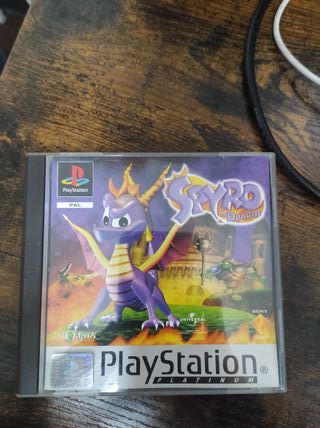 PlayStation
PAL
SPYRO
THE DRAGON
INSOMNIAC
UNIVERSAL
SONY
PlayStation®
PLATINUM